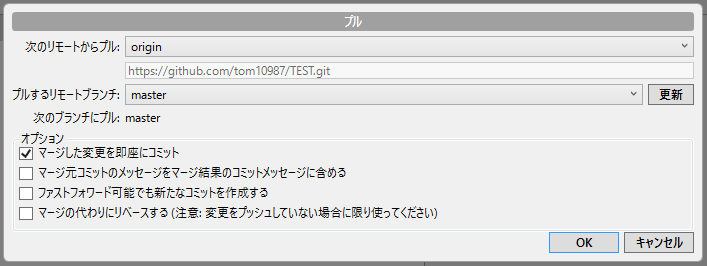 プル
次のリモートからプル: origin
https://github.com/tom10987/TEST.git
プルするリモートブランチ: master 更新
次のブランチにプル: master
オプション
マージした変更を即座にコミット
マージ元コミットのメッセージをマージ結果のコミットメッセージに含める
ファストフォワード可能でも新たなコミットを作成する
マージの代わりにリベースする (注意: 変更をプッシュしていない場合に限り使ってください)
OK キャンセル